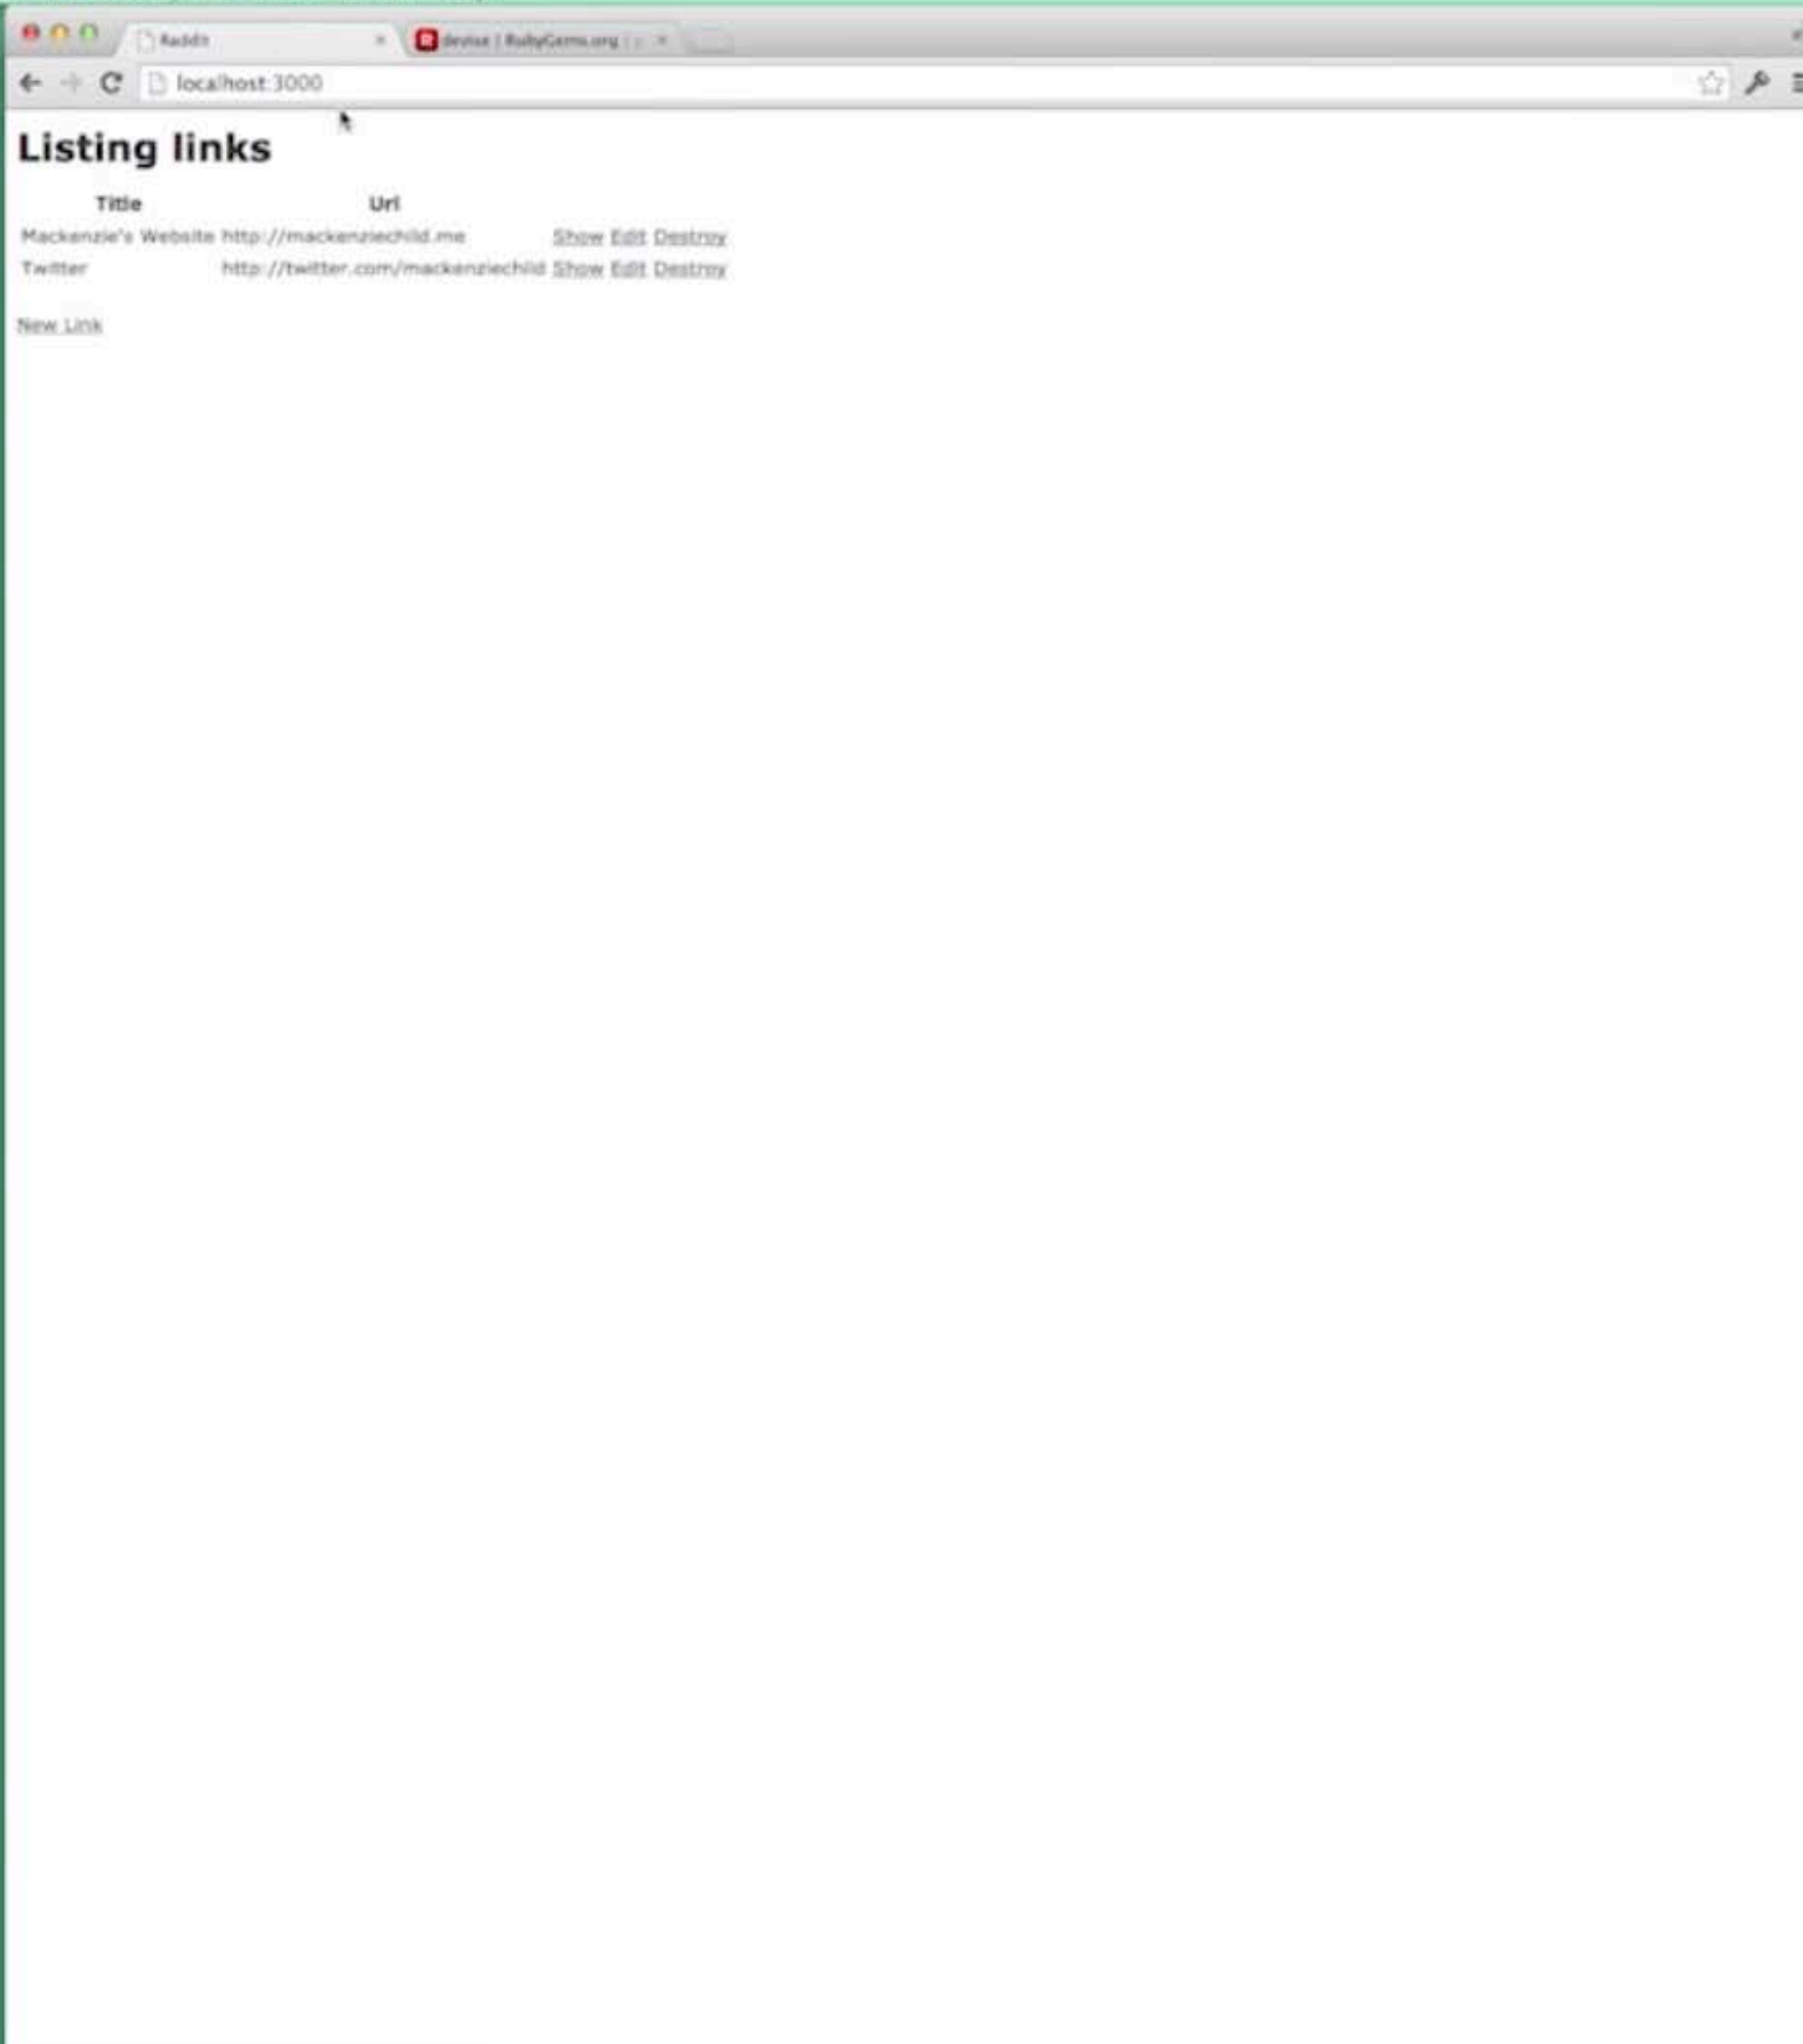 Raddit
devise | RubyGems.org |
localhost:3000
Listing links
Title Url
Mackenzie's Website http://mackenziechild.me Show Edit Destroy
Twitter http://twitter.com/mackenziechild Show Edit Destroy
New Link